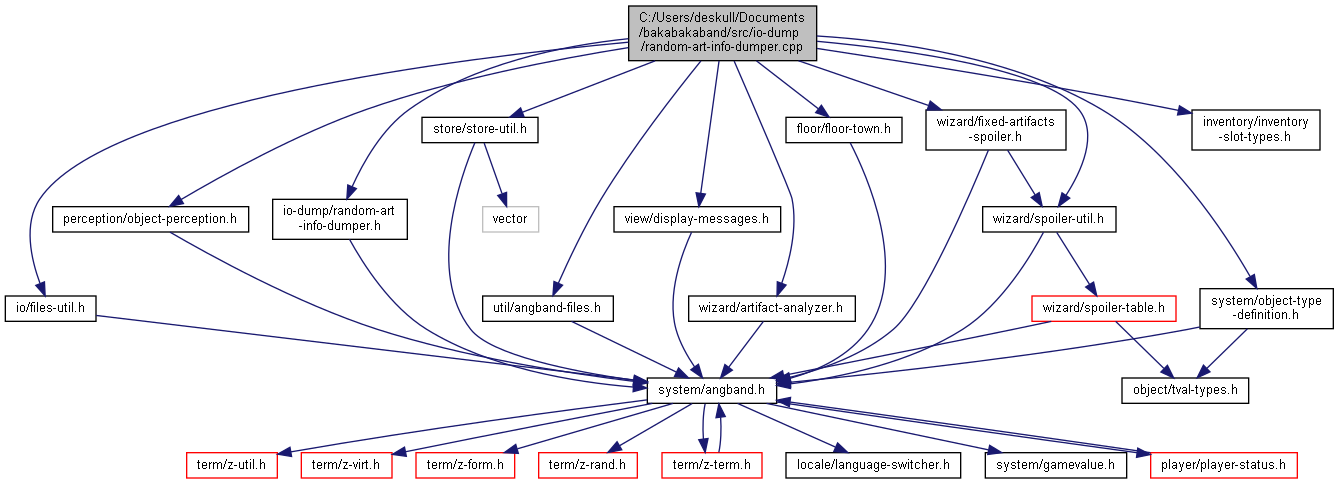 C:/Users/deskull/Documents
/bakabakaband/src/io-dump
/random-art-info-dumper.cpp
store/store-util.h
floor/floor-town.h
wizard/fixed-artifacts
-spoiler.h
inventory/inventory
-slot-types.h
perception/object-perception.h
io-dump/random-art
-info-dumper.h
vector
view/display-messages.h
wizard/spoiler-util.h
io/files-util.h
util/angband-files.h
wizard/artifact-analyzer.h
wizard/spoiler-table.h
system/object-type
-definition.h
system/angband.h
object/tval-types.h
term/z-util.h
term/z-virt.h
term/z-form.h
term/z-rand.h
term/z-term.h
locale/language-switcher.h
system/gamevalue.h
player/player-status.h